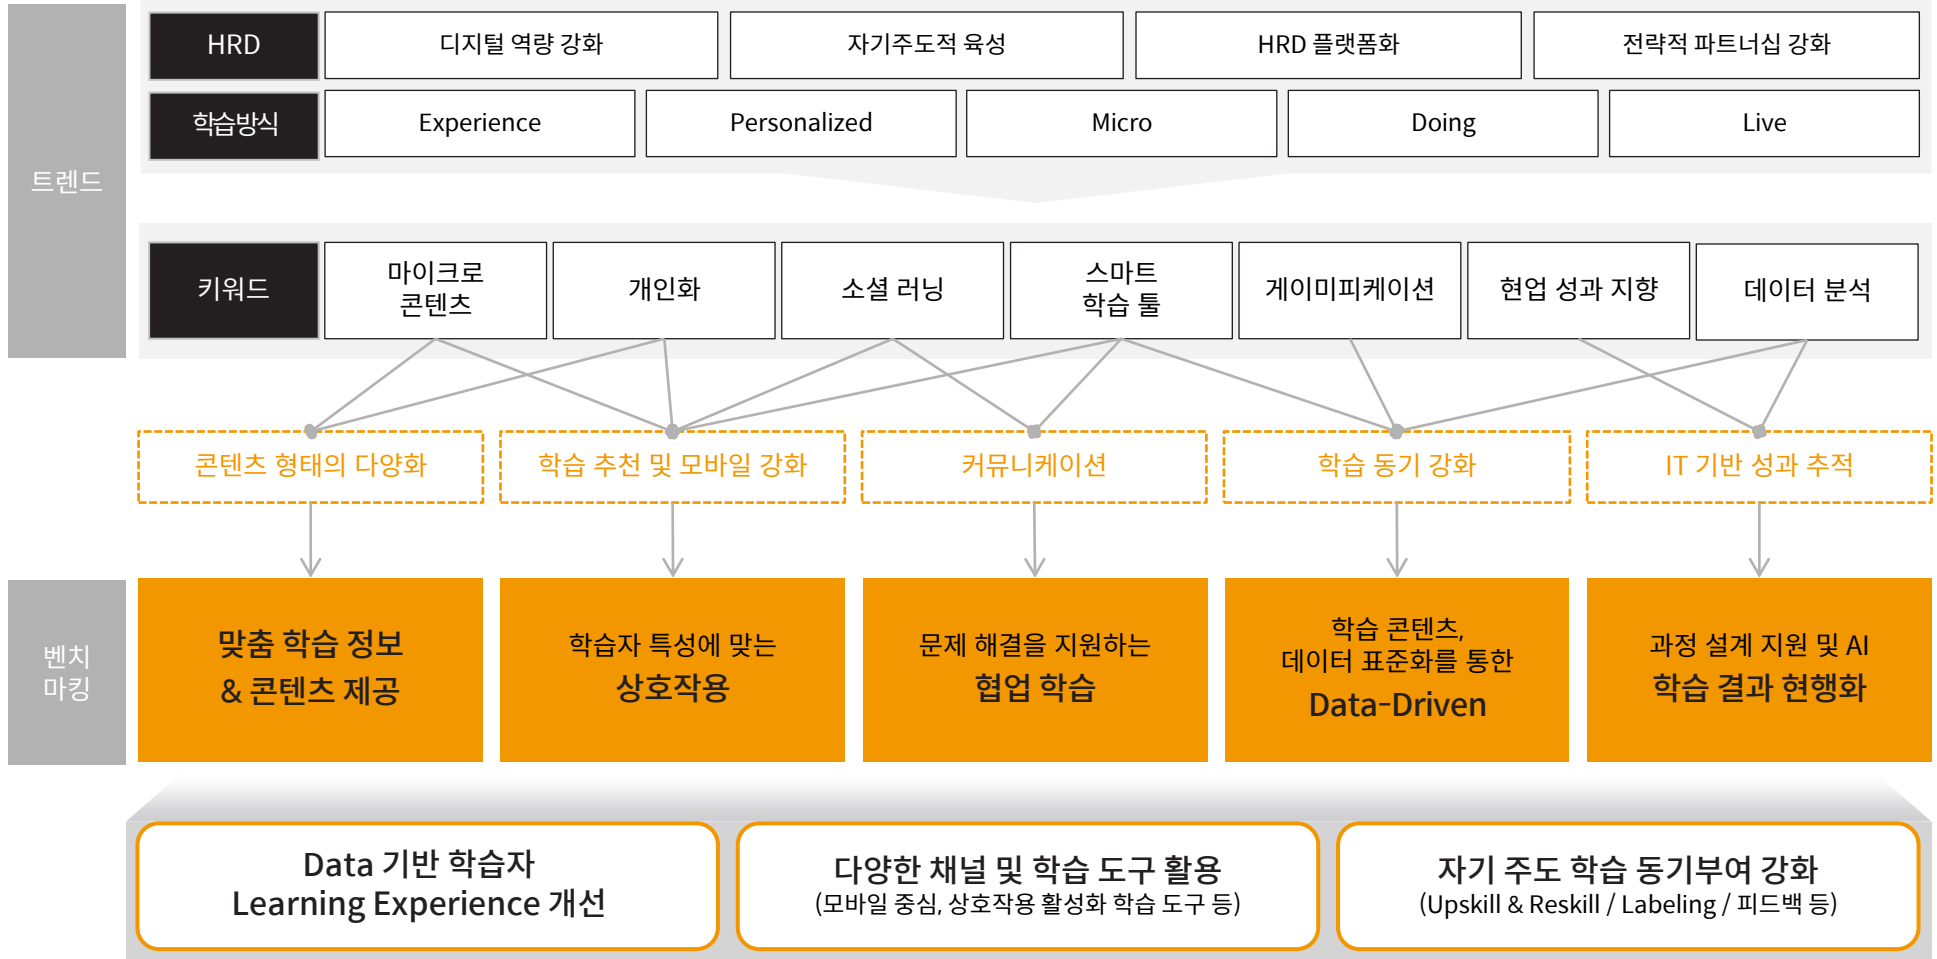 트렌드
HRD
디지털 역량 강화
자기주도적 육성
HRD 플랫폼화
전략적 파트너십 강화
학습방식
Experience
Personalized
Micro
Doing
Live
키워드
마이크로
콘텐츠
개인화
소셜 러닝
스마트
학습 툴
게이미피케이션
현업 성과 지향
데이터 분석
콘텐츠 형태의 다양화
학습 추천 및 모바일 강화
커뮤니케이션
학습 동기 강화
IT 기반 성과 추적
벤치
마킹
맞춤 학습 정보
& 콘텐츠 제공
학습자 특성에 맞는
상호작용
문제 해결을 지원하는
협업 학습
학습 콘텐츠,
데이터 표준화를 통한
Data-Driven
과정 설계 지원 및 AI
학습 결과 현행화
Data 기반 학습자
Learning Experience 개선
다양한 채널 및 학습 도구 활용
(모바일 중심, 상호작용 활성화 학습 도구 등)
자기 주도 학습 동기부여 강화
(Upskill & Reskill / Labeling / 피드백 등)